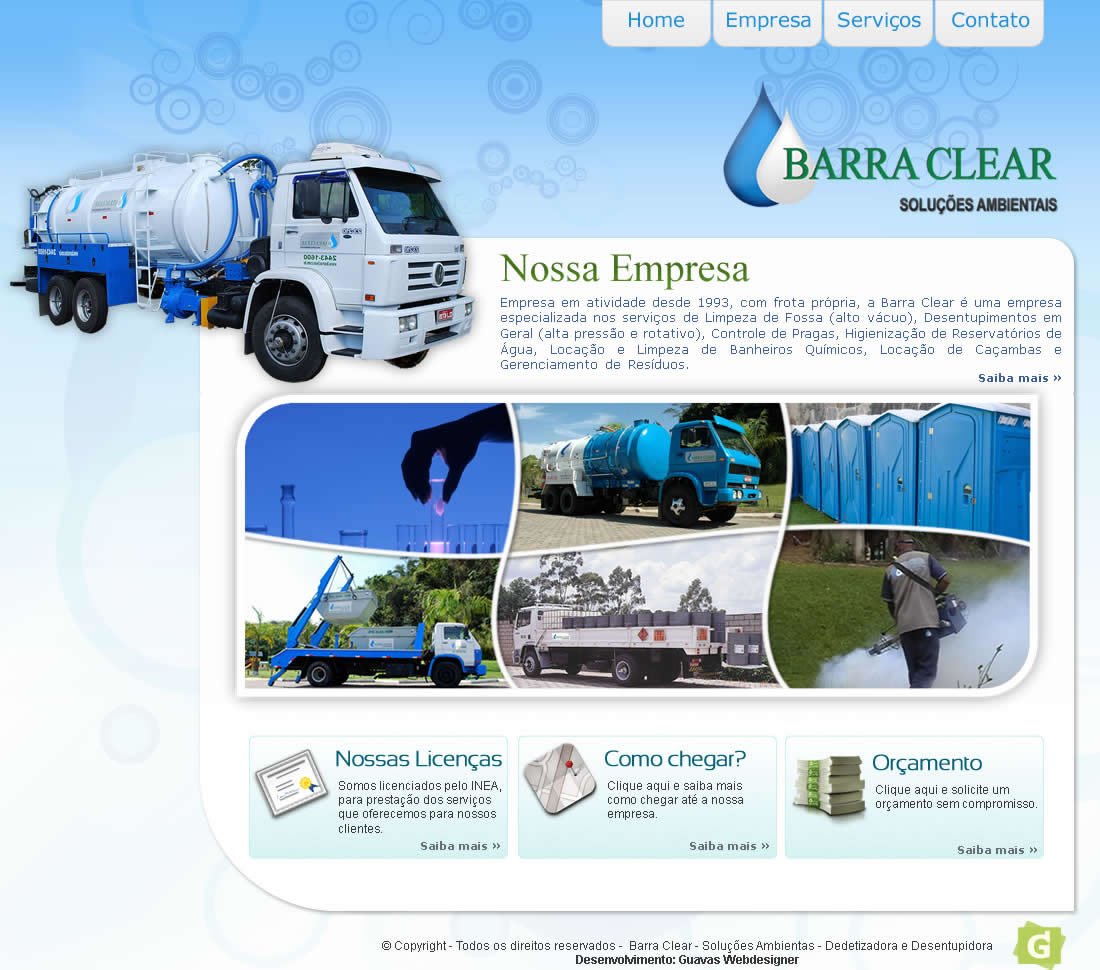 Home Empresa Serviços Contato
BARRA CLEAR
SOLUÇÕES AMBIENTAIS
Nossa Empresa
Empresa em atividade desde 1993, com frota própria, a Barra Clear é uma empresa
especializada nos serviços de Limpeza de Fossa (alto vácuo), Desentupimentos em
Geral (alta pressão e rotativo), Controle de Pragas, Higienização de Reservatórios de
Água, Locação e Limpeza de Banheiros Químicos, Locação de Caçambas e
Gerenciamento de Resíduos.
Saiba mais »
Nossas Licenças
Somos licenciados pelo INEA,
para prestação dos serviços
que oferecemos para nossos
clientes.
Saiba mais »
Como chegar?
Clique aqui e saiba mais
como chegar até a nossa
empresa.
Saiba mais »
Orçamento
Clique aqui e solicite um
orçamento sem compromisso.
Saiba mais »
© Copyright - Todos os direitos reservados - Barra Clear - Soluções Ambientas - Dedetizadora e Desentupidora
Desenvolvimento: Guavas Webdesigner